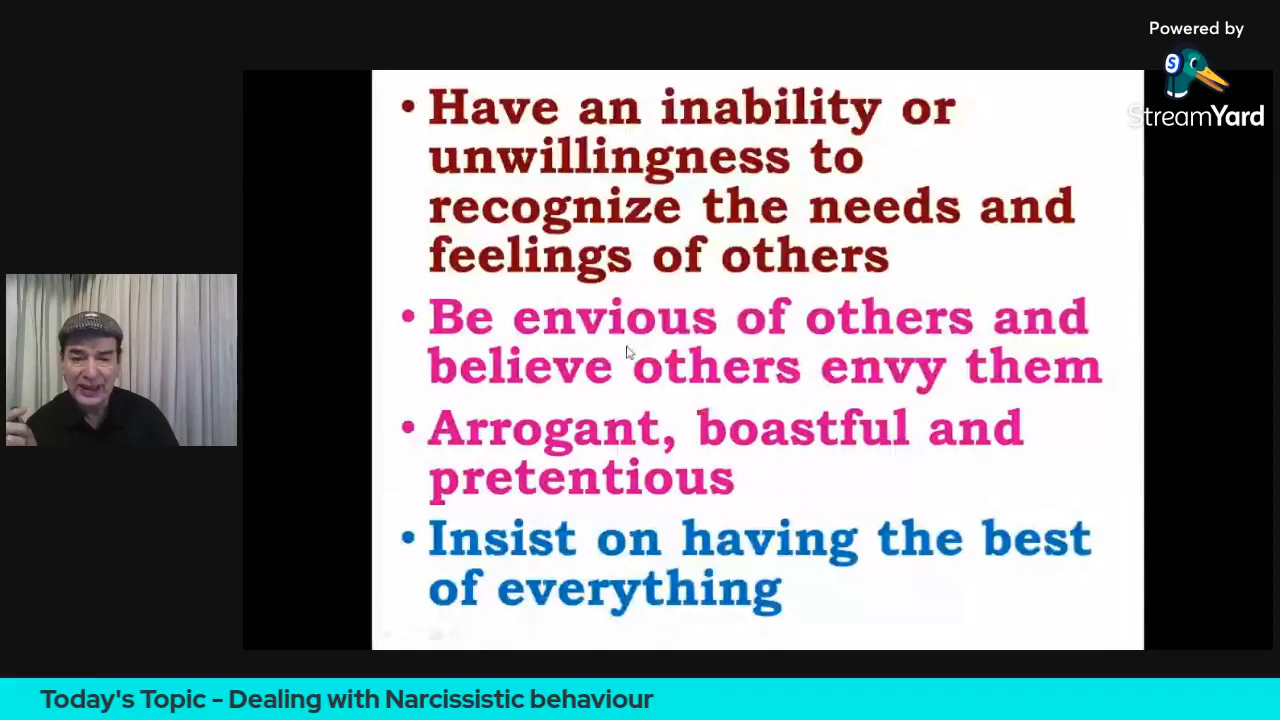 Powered by
S
StreamYard
• Have an inability or
unwillingness to
recognize the needs and
feelings of others
• Be envious of others and
believe others envy them
• Arrogant, boastful and
pretentious
• Insist on having the best
of everything
Today's Topic - Dealing with Narcissistic behaviour